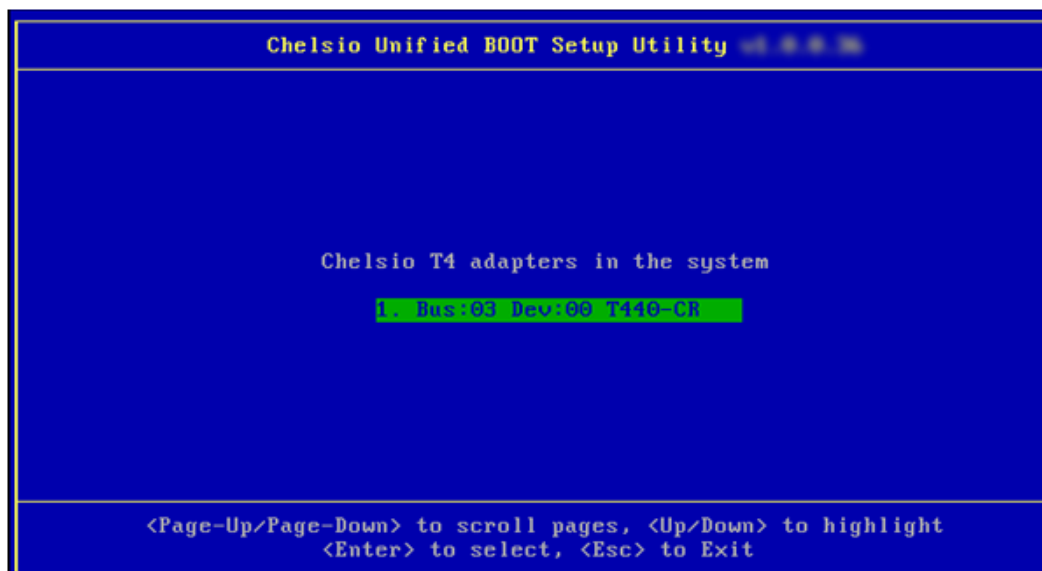 Chelsio Unified BOOT Setup Utility
Chelsio T4 adapters in the system
1. Bus:03 Dev:00 T440-CR
<Page-Up/Page-Down> to scroll pages, <Up/Down> to highlight
<Enter> to select, <Esc> to Exit